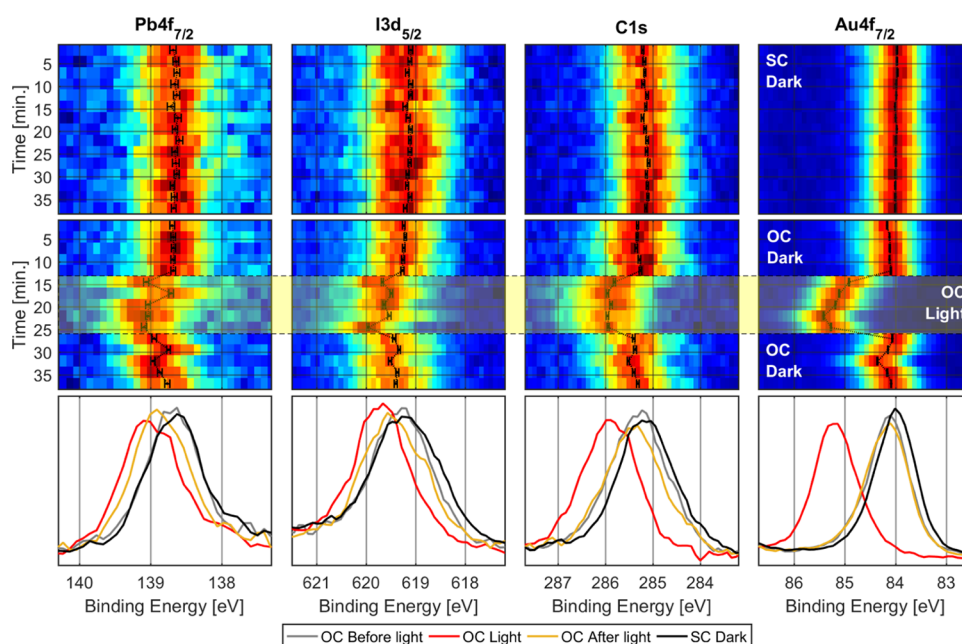 Pb4f7/2 I3d5/2 C1s Au4f7/2
Time [min.]
5
10
15
20
25
30
35
SC
Dark
Time [min.]
5
10
15
20
25
30
35
OC
Dark
OC
Light
OC
Dark
140 139 138 621 620 619 618 287 286 285 284 86 85 84 83
Binding Energy [eV] Binding Energy [eV] Binding Energy [eV] Binding Energy [eV]
OC Before light OC Light OC After light SC Dark